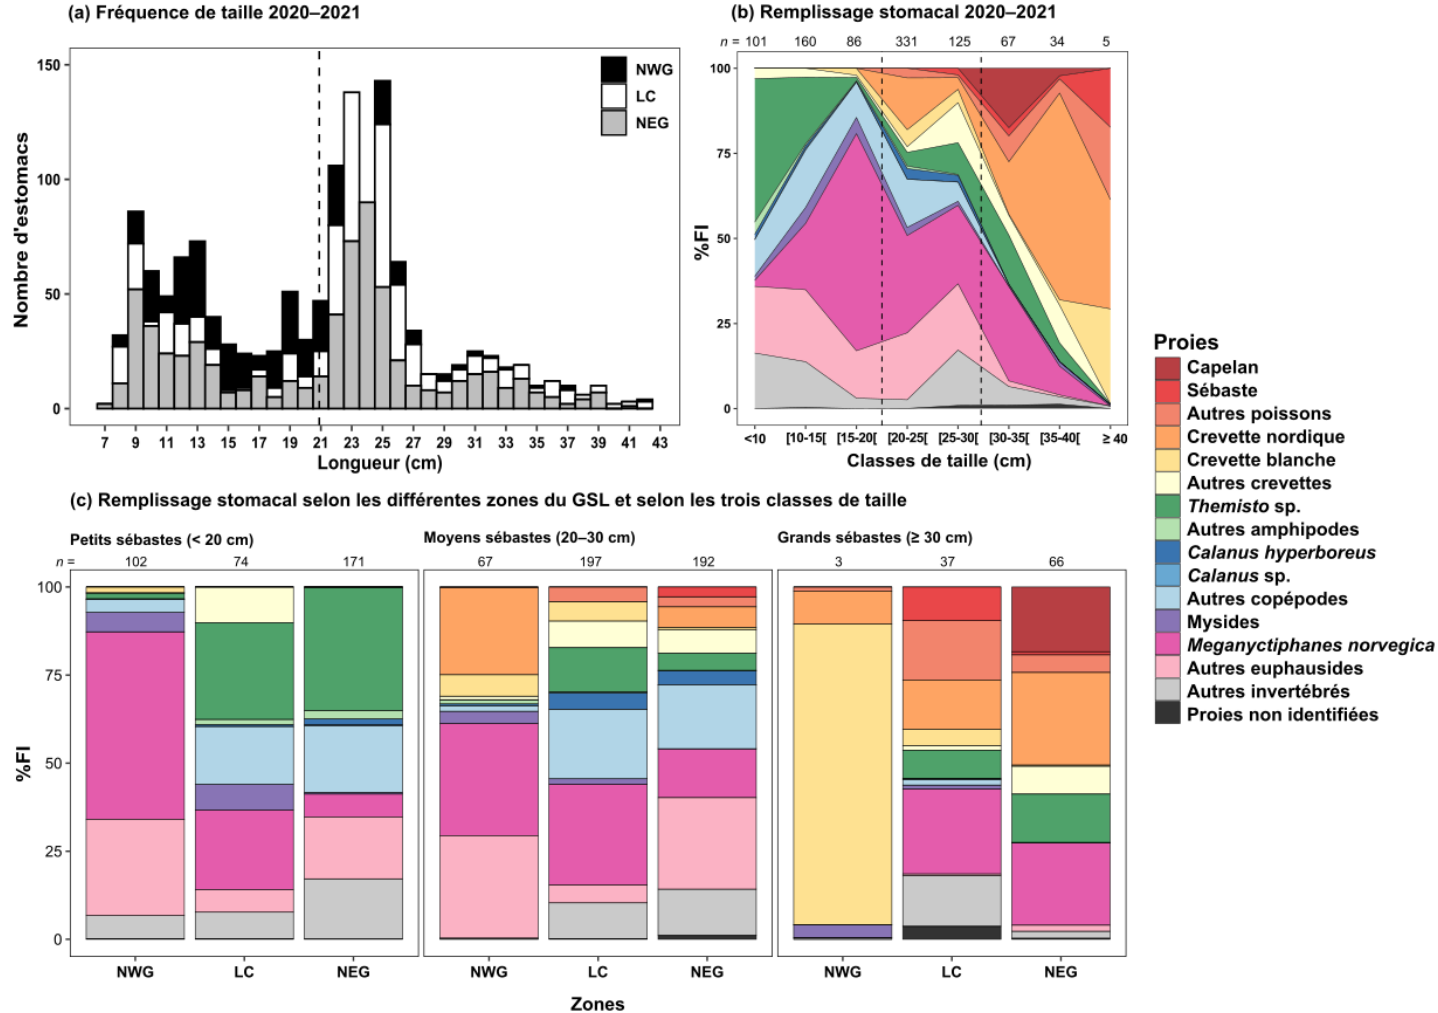 (a) Fréquence de taille 2020–2021
150
100
50
0
Nombre d'estomacs
NWG
LC
NEG
7 9 11 13 15 17 19 21 23 25 27 29 31 33 35 37 39 41 43
Longueur (cm)
(b) Remplissage stomacal 2020–2021
n = 101 160 86 331 125 67 34 5
100
75
50
25
0
%FI
<10 [10-15[ [15-20[ [20-25[ [25-30[ [30-35[ [35-40[ ≥ 40
Classes de taille (cm)
(c) Remplissage stomacal selon les différentes zones du GSL et selon les trois classes de taille
Petits sébastes (< 20 cm) Moyens sébastes (20–30 cm) Grands sébastes (≥ 30 cm)
n = 102 74 171 67 197 192 3 37 66
100
75
50
25
0
%FI
NWG LC NEG NWG LC NEG NWG LC NEG
Zones
Proies
Capelan
Sébaste
Autres poissons
Crevette nordique
Crevette blanche
Autres crevettes
Themisto sp.
Autres amphipodes
Calanus hyperboreus
Calanus sp.
Autres copépodes
Mysides
Meganyctiphanes norvegica
Autres euphausides
Autres invertébrés
Proies non identifiées